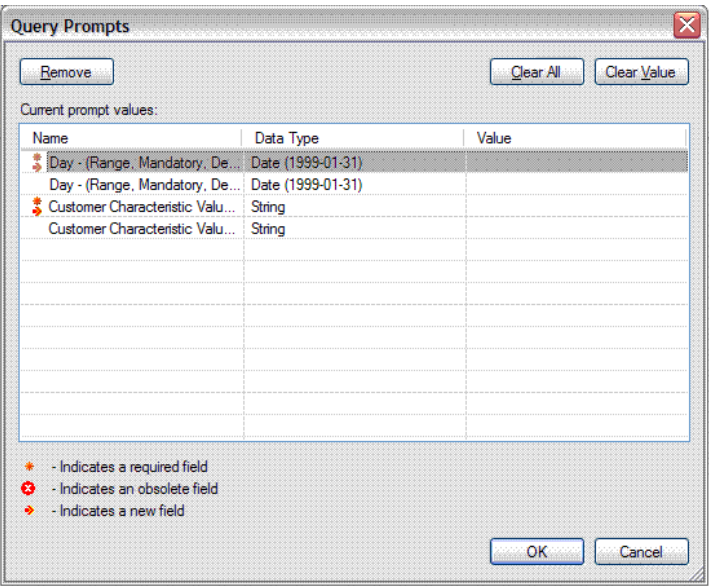 Query Prompts
Remove Clear All Clear Value
Current prompt values:
Name Data Type Value
Day - (Range, Mandatory, De... Date (1999-01-31)
Day - (Range, Mandatory, De... Date (1999-01-31)
Customer Characteristic Valu... String
Customer Characteristic Valu... String
- Indicates a required field
- Indicates an obsolete field
- Indicates a new field
OK Cancel